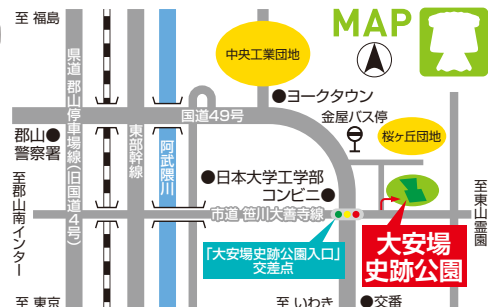 至 福島
MAP
県道 郡山停車場線(旧国道4号)
東部幹線
阿武隈川
中央工業団地
ヨークタウン
国道49号
金屋バス停
桜ヶ丘団地
郡山
警察署
日本大学工学部
コンビニ
至郡山南インター
市道 笹川大善寺線
至東山霊園
「大安場史跡公園入口」
交差点
大安場
史跡公園
至 東京
至 いわき
交番